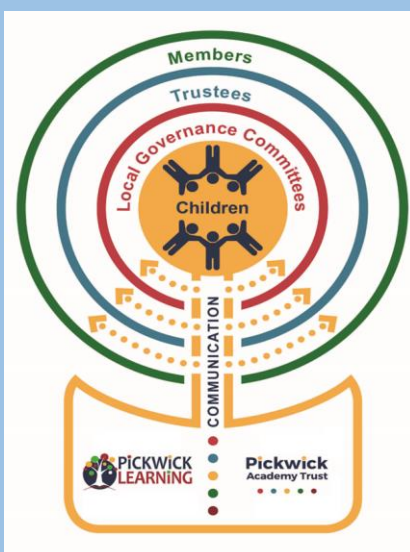 Members
Trustees
Local Governance Committees
Children
COMMUNICATION
PiCKWiCK
LEARNiNG
Pickwick
Academy Trust